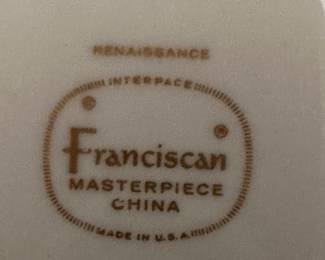 RENAISSANCE
INTERPACE
®
Franciscan
MASTERPIECE
CHINA
MADE IN U.S.A.